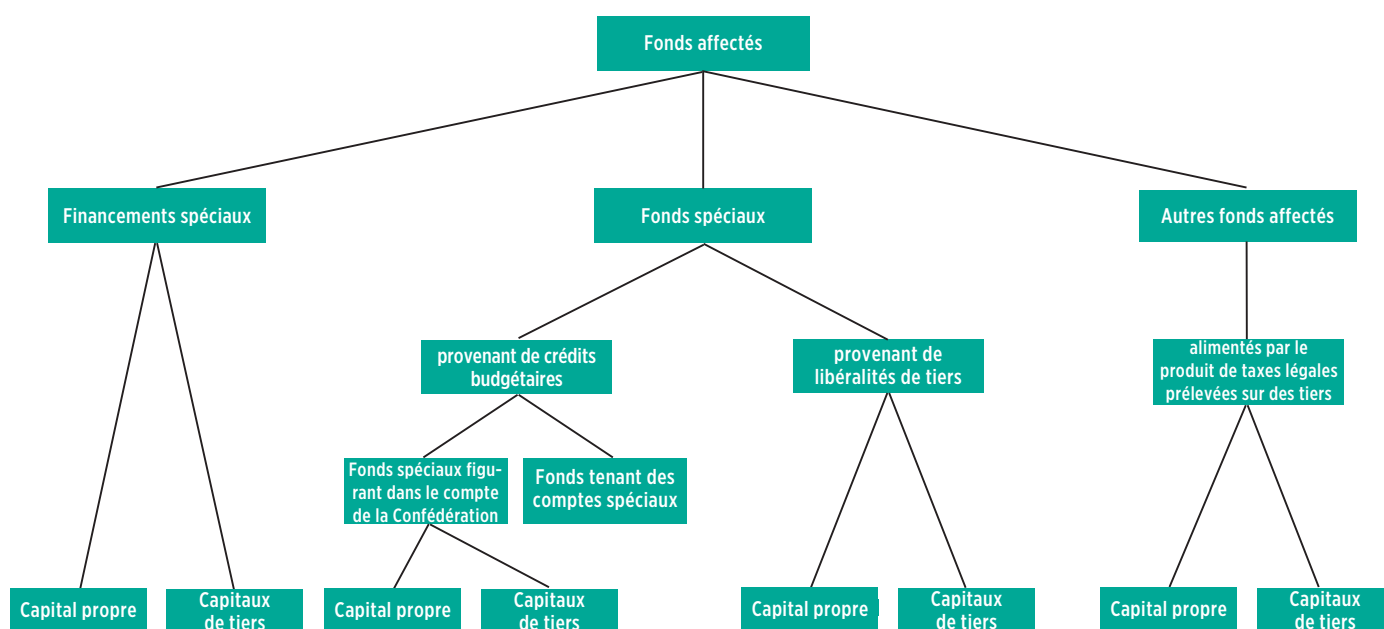 Fonds affectés
Financements spéciaux
Fonds spéciaux
Autres fonds affectés
provenant de crédits
budgétaires
provenant de
libéralités de tiers
alimentés par le
produit de taxes légales
prélevées sur des tiers
Fonds spéciaux figu-
rant dans le compte
de la Confédération
Fonds tenant des
comptes spéciaux
Capital propre
Capitaux
de tiers
Capital propre
Capitaux
de tiers
Capital propre
Capitaux
de tiers
Capital propre
Capitaux
de tiers